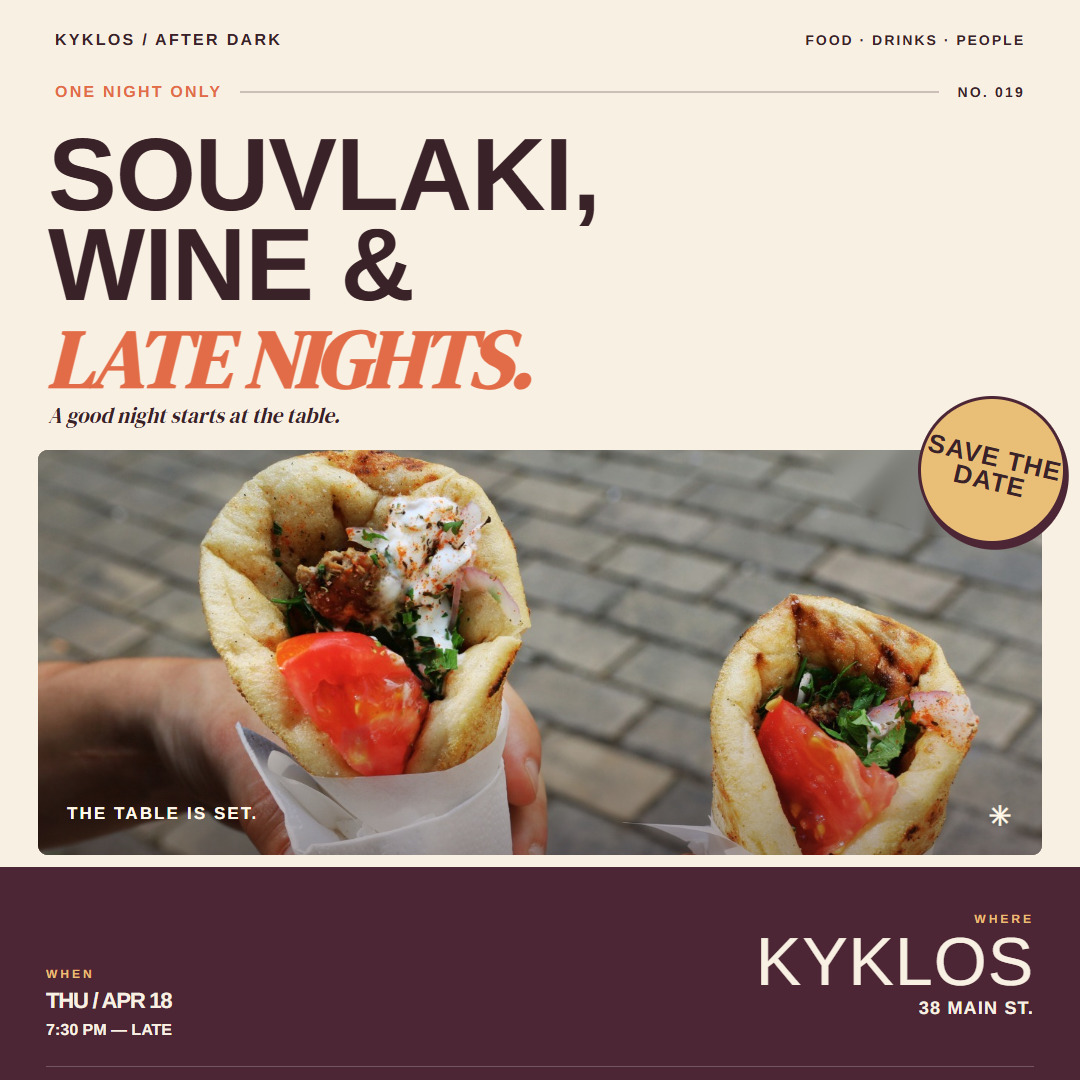 KYKLOS / AFTER DARK
FOOD · DRINKS · PEOPLE
ONE NIGHT ONLY
NO. 019
SOUVLAKI,
WINE &
LATE NIGHTS.
A good night starts at the table.
SAVE THE
DATE
THE TABLE IS SET.
WHEN
THU / APR 18
7:30 PM — LATE
WHERE
KYKLOS
38 MAIN ST.